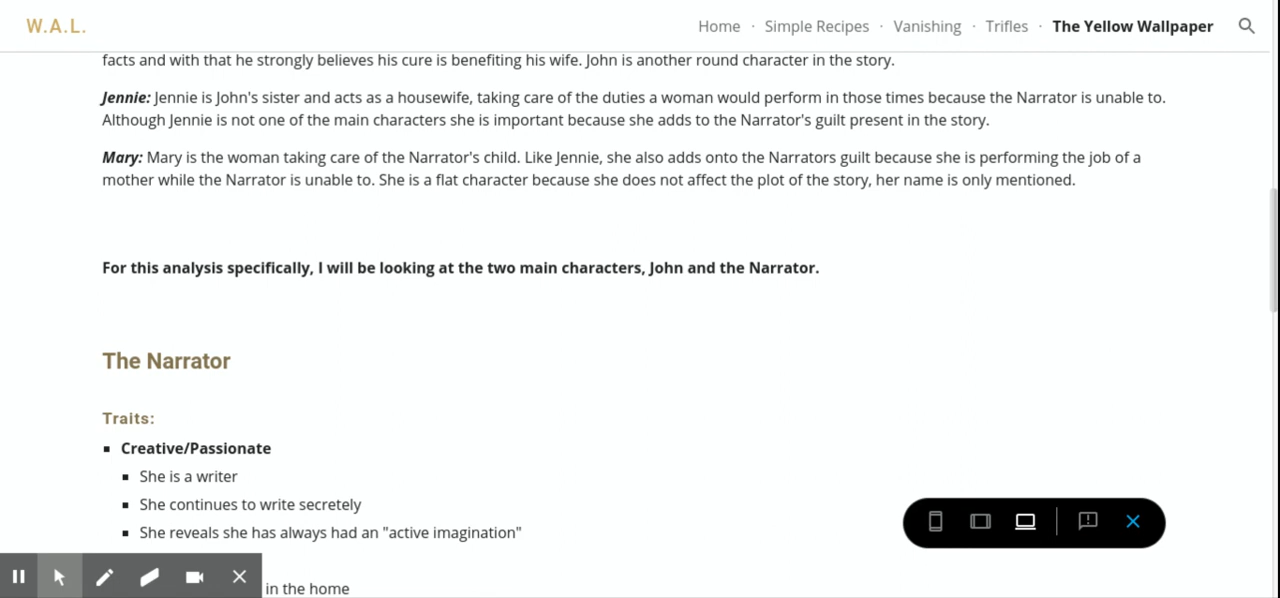 W.A.L.
Home · Simple Recipes · Vanishing · Trifles · The Yellow Wallpaper
facts and with that he strongly believes his cure is benefiting his wife. John is another round character in the story.
Jennie: Jennie is John's sister and acts as a housewife, taking care of the duties a woman would perform in those times because the Narrator is unable to.
Although Jennie is not one of the main characters she is important because she adds to the Narrator's guilt present in the story.
Mary: Mary is the woman taking care of the Narrator's child. Like Jennie, she also adds onto the Narrators guilt because she is performing the job of a
mother while the Narrator is unable to. She is a flat character because she does not affect the plot of the story, her name is only mentioned.
For this analysis specifically, I will be looking at the two main characters, John and the Narrator.
The Narrator
Traits:
▪ Creative/Passionate
▪ She is a writer
▪ She continues to write secretely
▪ She reveals she has always had an "active imagination"
in the home